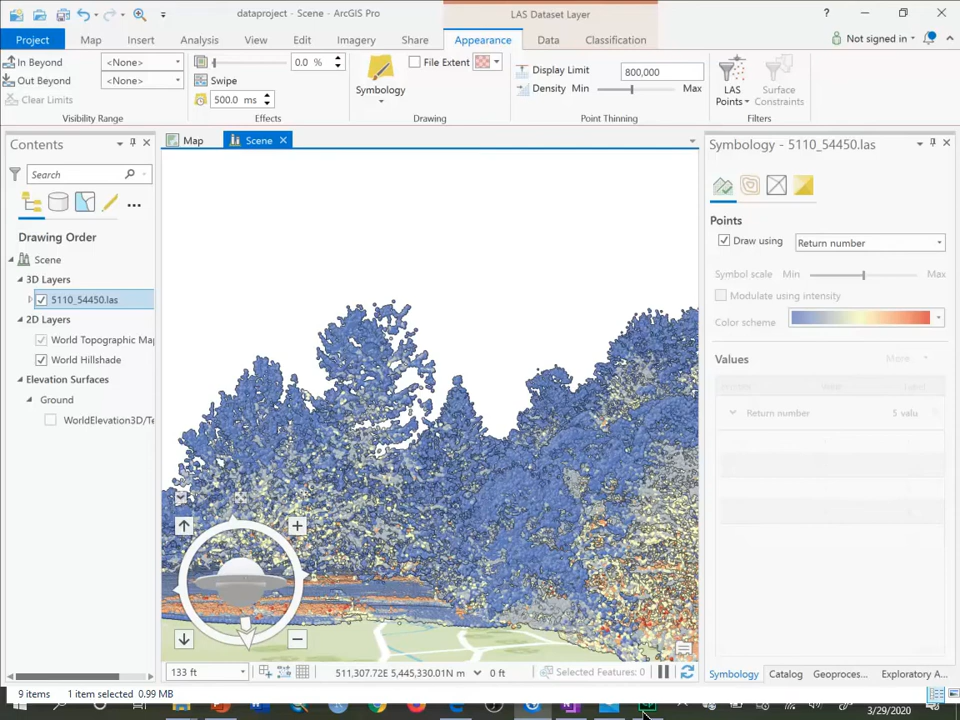 dataproject - Scene - ArcGIS Pro
LAS Dataset Layer
?
Project Map Insert Analysis View Edit Imagery Share Appearance Data Classification
Not signed in
In Beyond <None>
Out Beyond <None>
Clear Limits
Visibility Range
0.0 %
Swipe
500.0 ms
Effects
Symbology
File Extent
Drawing
Display Limit 800,000
Density Min Max
Point Thinning
LAS
Points
Surface
Constraints
Filters
Contents
Search
Drawing Order
Scene
3D Layers
5110_54450.las
2D Layers
World Topographic Map
World Hillshade
Elevation Surfaces
Ground
WorldElevation3D/Te
Map Scene
133 ft
511,307.72E 5,445,330.01N m 0 ft
Selected Features: 0
Symbology - 5110_54450.las
Points
Draw using Return number
Symbol scale Min Max
Modulate using intensity
Color scheme
Values More
Return number 5 valu
Symbology Catalog Geoproces... Exploratory A
9 items 1 item selected 0.99 MB
3/29/2020